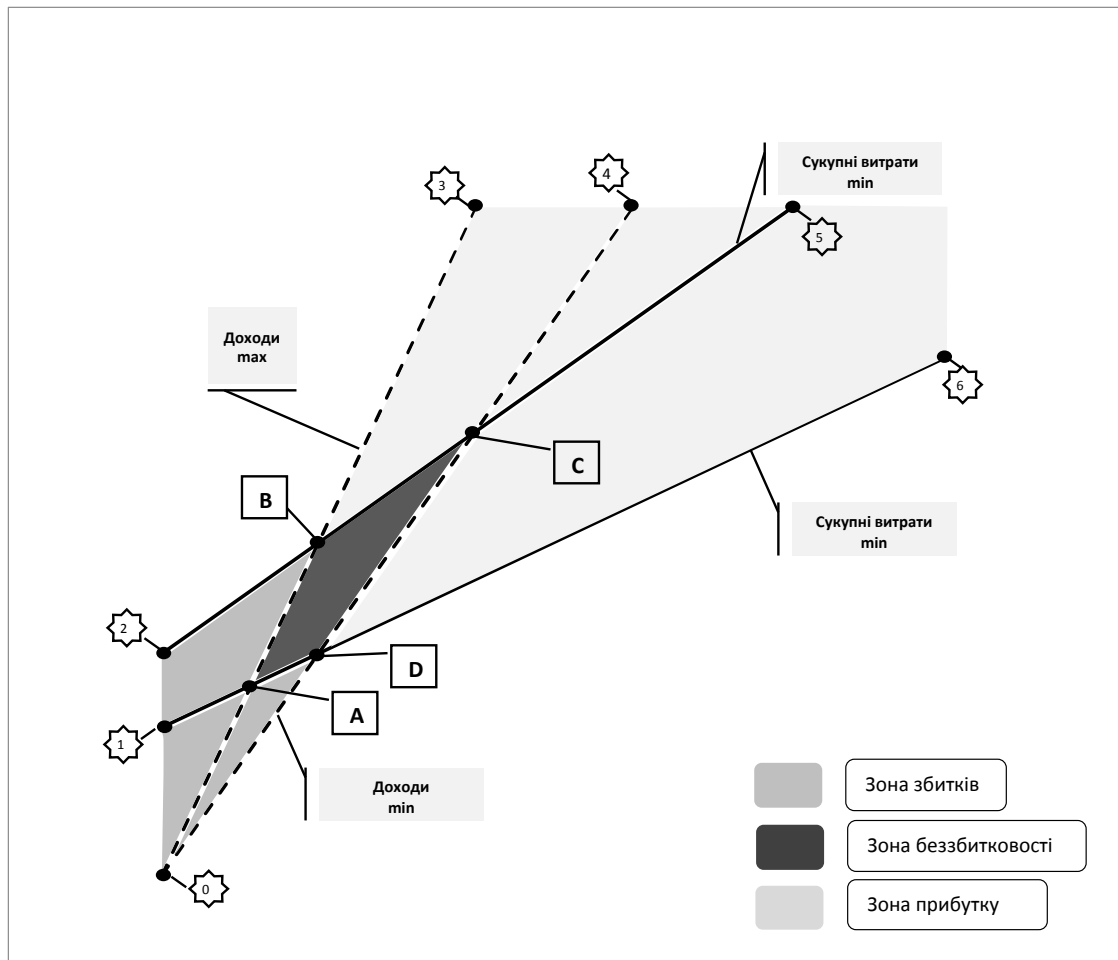 3
4
Сукупні витрати
min
5
Доходи
max
6
C
B
Сукупні витрати
min
2
D
A
1
Доходи
min
Зона збитків
Зона беззбитковості
Зона прибутку
0